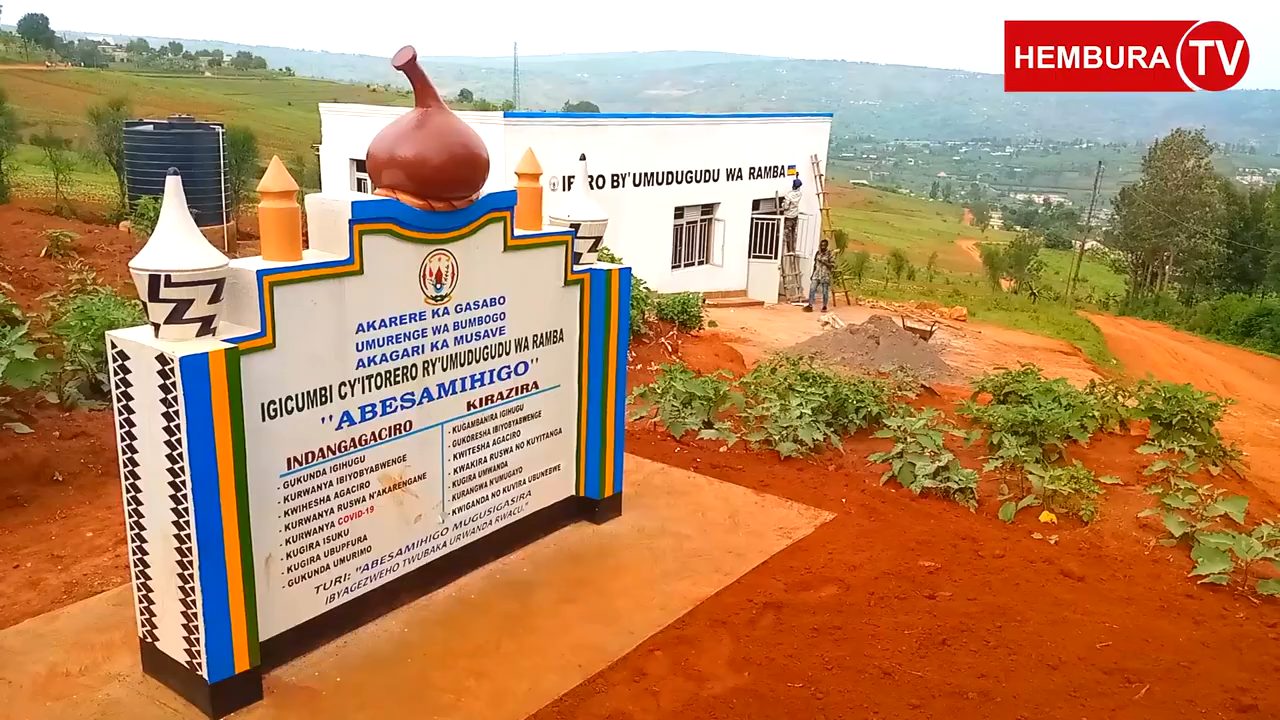 HEMBURA TV
BY'UMUDUGUDU WA RAMBA
AKARERE KA GASABO
UMURENGE WA BUMBOGO
AKAGARI KA MUSAVE
IGICUMBI CY'ITORERO RY'UMUDUGUDU WA RAMBA
"ABESAMIHIGO"
INDANGAGACIRO
- GUKUNDA IGIHUGU
- KURWANYA IBIYOBYABWENGE
- KWIHESHA AGACIRO
- KURWANYA RUSWA N'AKARENGANE
- KURWANYA COVID-19
- KUGIRA ISUKU
- KUGIRA UBUPFURA
- GUKUNDA UMURIMO
KIRAZIRA
- KUGAMBANIRA IGIHUGU
- GUKORESHA IBIYOBYABWENGE
- KWITESHA AGACIRO
- KWAKIRA RUSWA NO KUYITANGA
- KUGIRA UMWANDA
- KURANGWA N'UMUGAYO
- KWIGANDA NO KUVIRA UBUNEBWE
TURI: "ABESAMIHIGO MUGUSIGASIRA
IBYAGEZWEHO TWUBAKA URWANDA RWACU,"